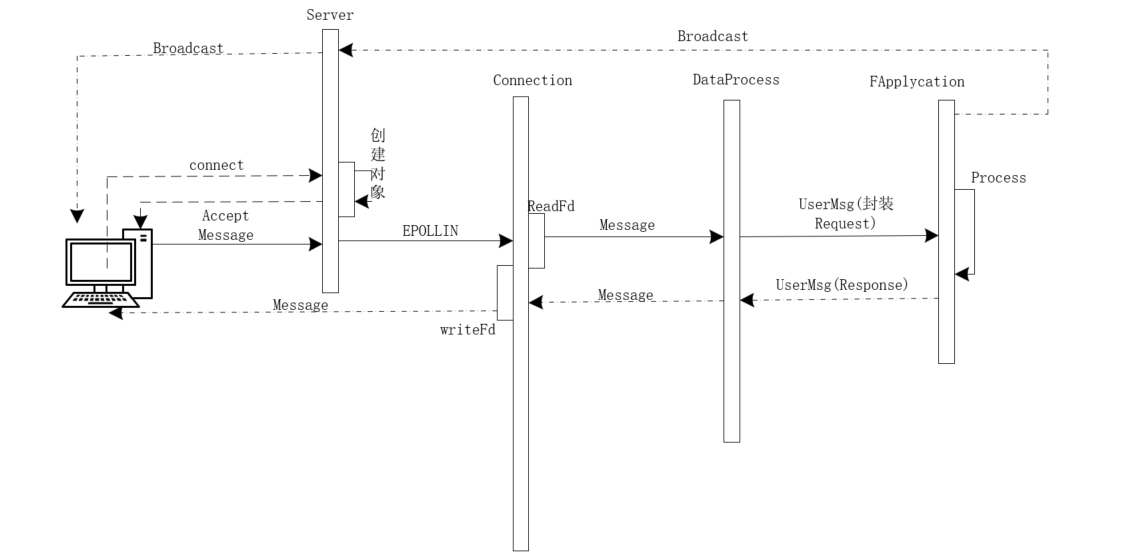 Server
Broadcast
Broadcast
Connection
DataProcess
FApplycation
创建对象
connect
Process
ReadFd
UserMsg(封装
Request)
Accept
Message
EPOLLIN
Message
UserMsg(Response)
Message
Message
writeFd